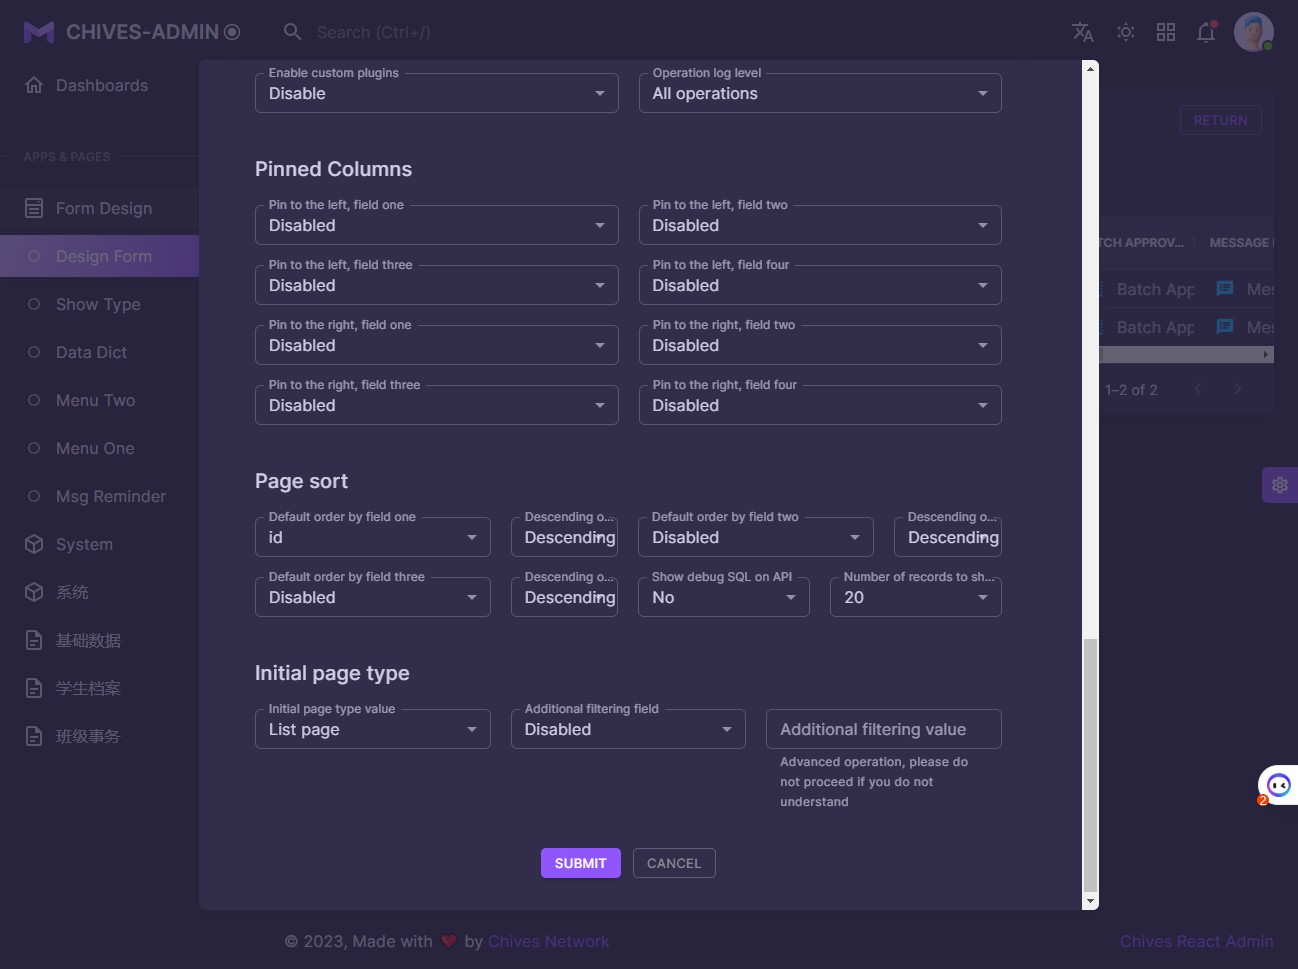 CHIVES-ADMIN
Search (Ctrl+/)
Dashboards
APPS & PAGES
Form Design
Design Form
Show Type
Data Dict
Menu Two
Menu One
Msg Reminder
System
系统
基础数据
学生档案
班级事务
Enable custom plugins
Disable
Operation log level
All operations
Pinned Columns
Pin to the left, field one
Disabled
Pin to the left, field two
Disabled
Pin to the left, field three
Disabled
Pin to the left, field four
Disabled
Pin to the right, field one
Disabled
Pin to the right, field two
Disabled
Pin to the right, field three
Disabled
Pin to the right, field four
Disabled
Page sort
Default order by field one
id
Descending o...
Descending
Default order by field two
Disabled
Descending o...
Descending
Default order by field three
Disabled
Descending o...
Descending
Show debug SQL on API
No
Number of records to sh...
20
Initial page type
Initial page type value
List page
Additional filtering field
Disabled
Additional filtering value
Advanced operation, please do
not proceed if you do not
understand
SUBMIT
CANCEL
RETURN
TCH APPROV...
MESSAGE
Batch App
Mes
Batch App
Mes
1–2 of 2
2
© 2023, Made with ❤ by Chives Network
Chives React Admin